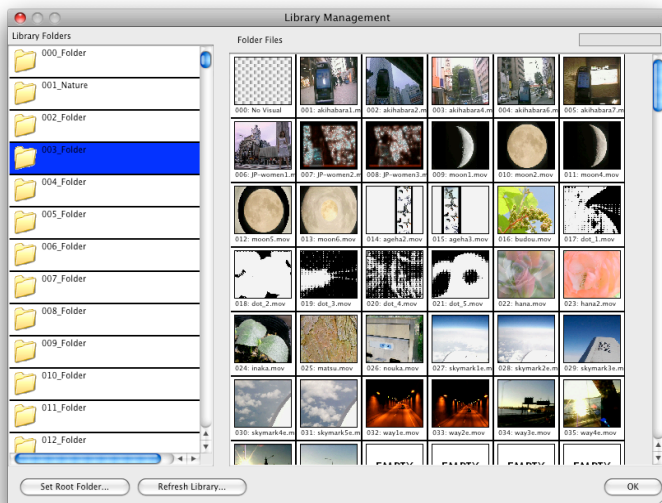 Library Management
Library Folders
Folder Files
000_Folder
001_Nature
002_Folder
003_Folder
004_Folder
005_Folder
006_Folder
007_Folder
008_Folder
009_Folder
010_Folder
011_Folder
012_Folder
000: No Visual
001: akihabara1.m
002: akihabara2.m
003: akihabara4.m
004: akihabara6.m
005: akihabara7.m
006: JP-women1.m
007: JP-women2.m
008: JP-women3.m
009: moon1.mov
010: moon2.mov
011: moon4.mov
012: moon5.mov
013: moon6.mov
014: ageha2.mov
015: ageha3.mov
016: budou.mov
017: dot_1.mov
018: dot_2.mov
019: dot_3.mov
020: dot_4.mov
021: dot_5.mov
022: hana.mov
023: hana2.mov
024: inaka.mov
025: matsu.mov
026: nouka.mov
027: skymark1e.m
028: skymark2e.m
029: skymark3e.m
030: skymark4e.m
031: skymark5e.m
032: way1e.mov
033: way2e.mov
034: way3e.mov
035: way4e.mov
EMPTY
EMPTY
EMPTY
EMPTY
Set Root Folder...
Refresh Library...
OK